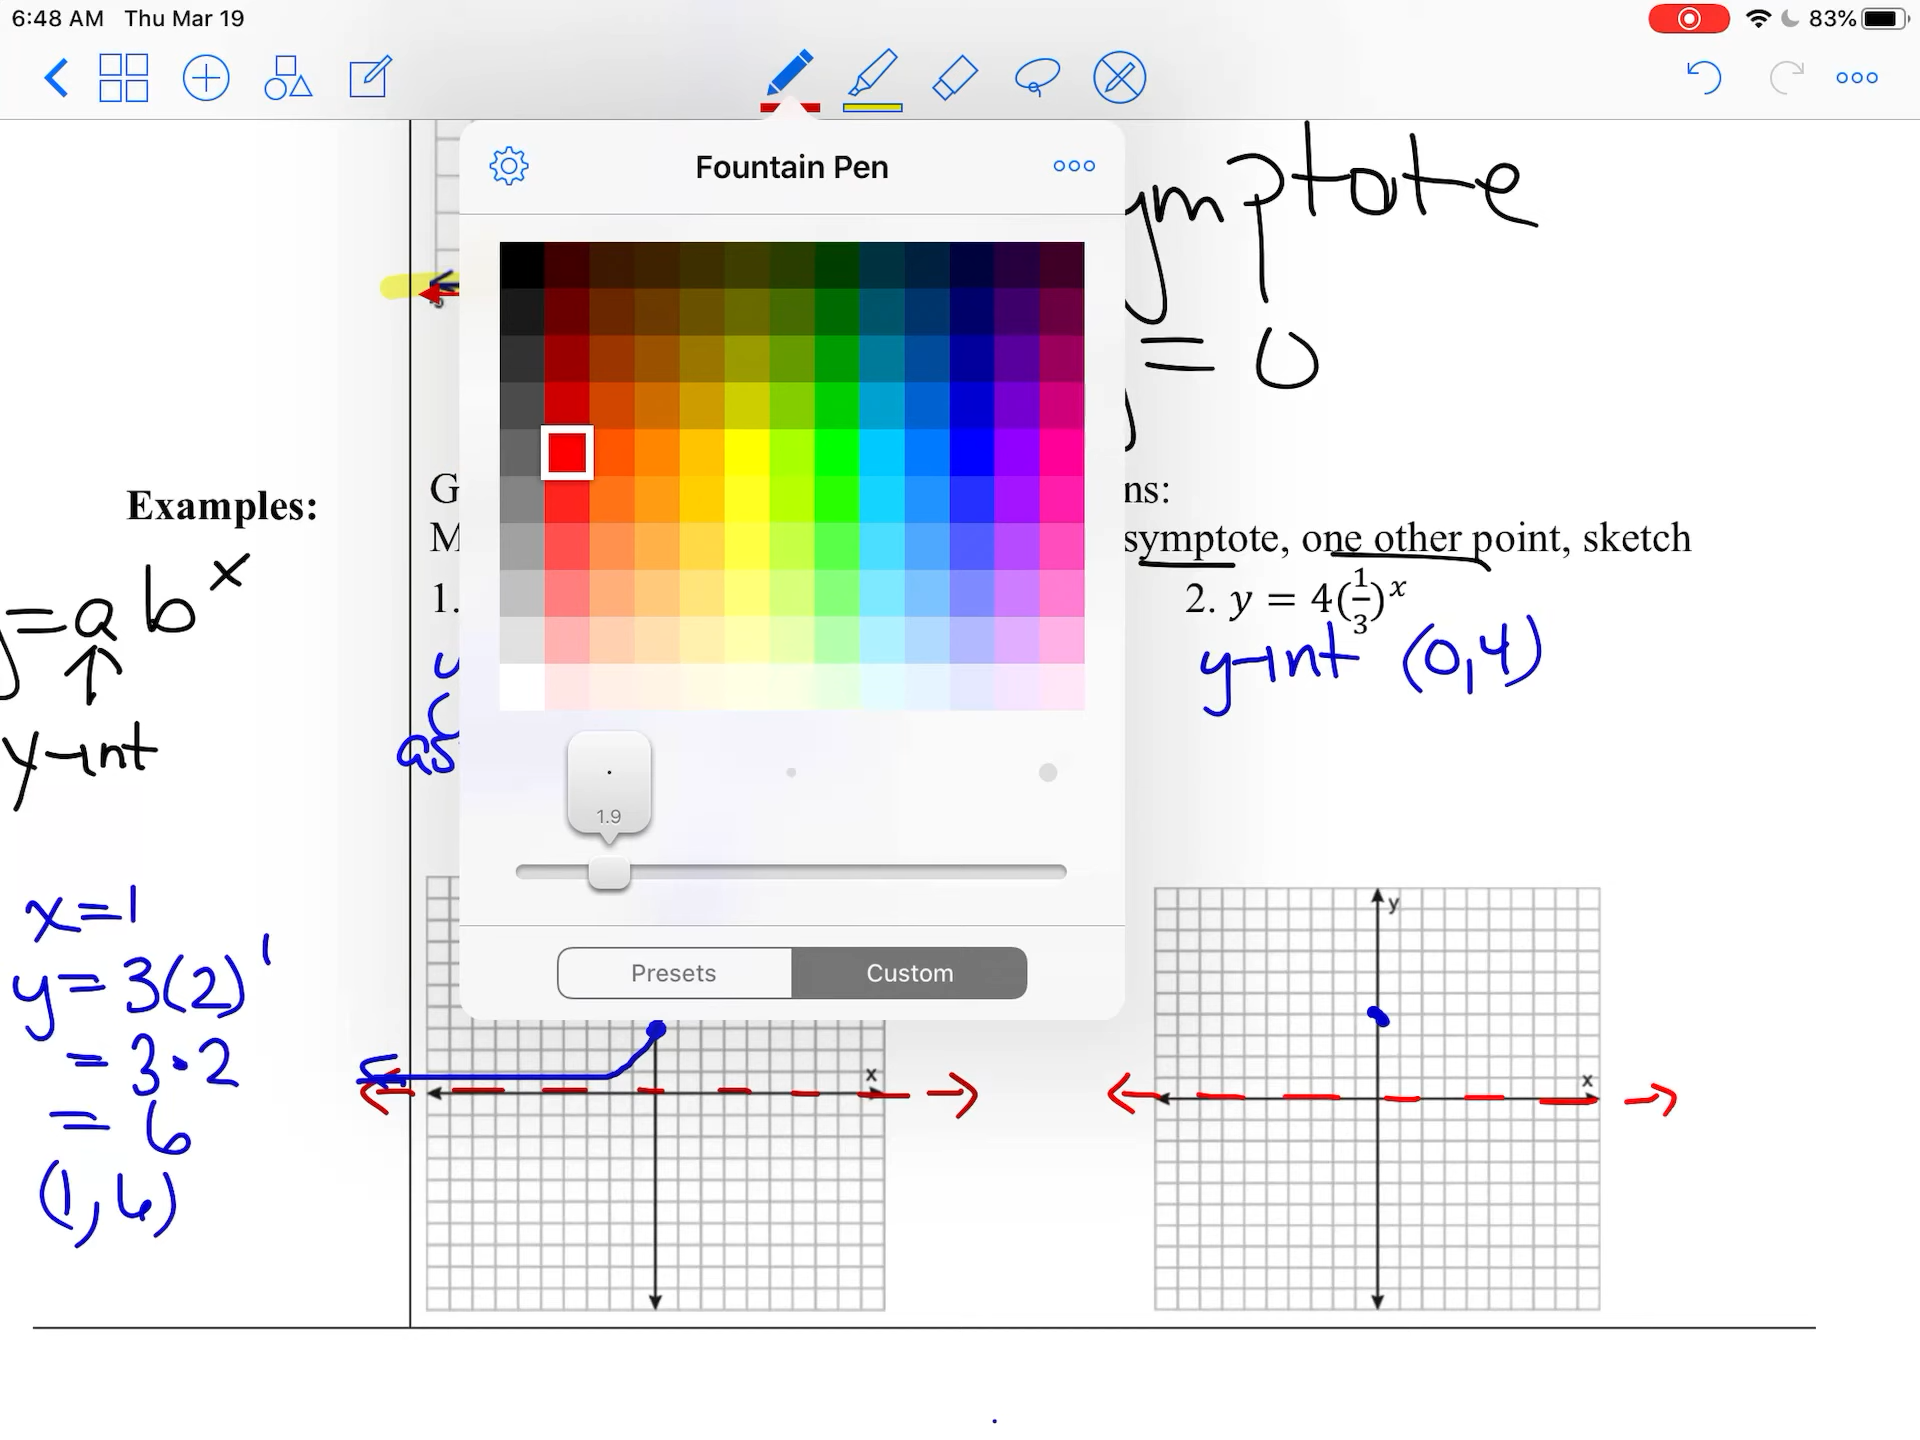 6:48 AM Thu Mar 19
83%
Fountain Pen
ymptote
= 0
Examples:
G
ns:
M
symptote, one other point, sketch
1.
2. y = 4(1/3)^x
y-int (0,4)
= a b^x
y-int
as
1.9
x=1
y= 3(2)^1
= 3·2
= 6
(1,6)
Presets
Custom
x
y
x